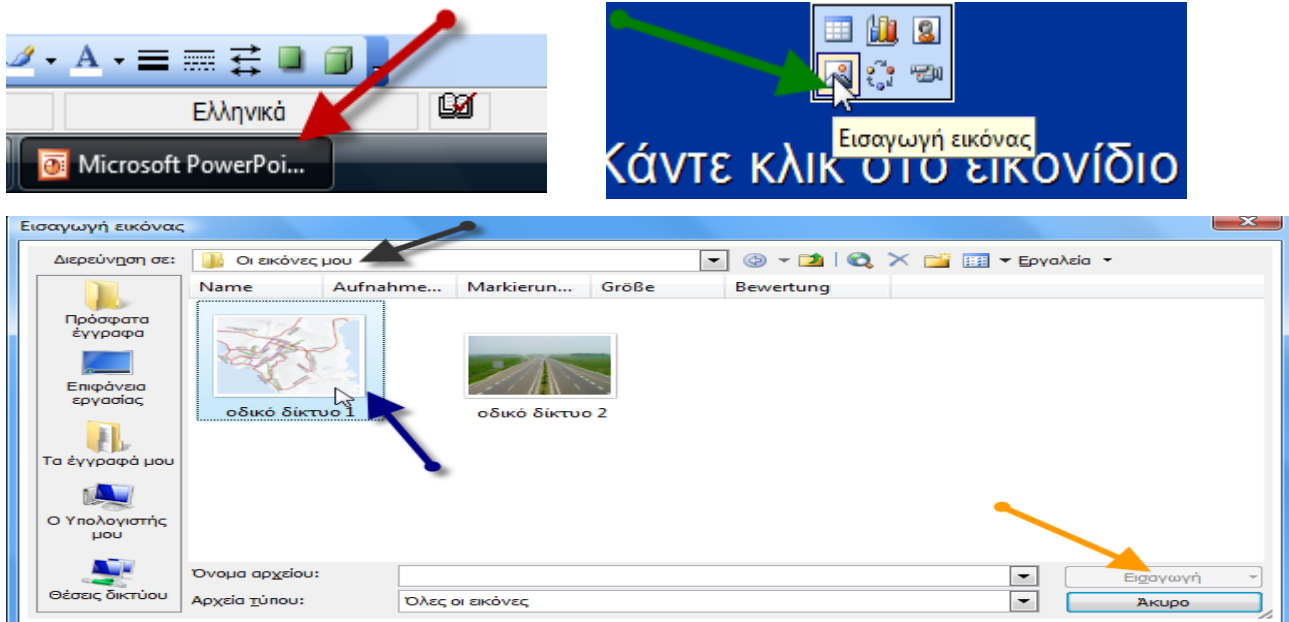 A
Ελληνικά
Microsoft PowerPoi...
Εισαγωγή εικόνας
Κάντε κλικ στο εικονίδιο
Εισαγωγή εικόνας
Διερεύνηση σε:
Οι εικόνες μου
Εργαλεία
Name Aufnahme... Markierun... Größe Bewertung
Πρόσφατα
έγγραφα
Επιφάνεια
εργασίας
Τα έγγραφά μου
Ο Υπολογιστής
μου
Θέσεις δικτύου
οδικό δίκτυο 1
οδικό δίκτυο 2
Όνομα αρχείου:
Εισαγωγή
Αρχεία τύπου:
Όλες οι εικόνες
Άκυρο